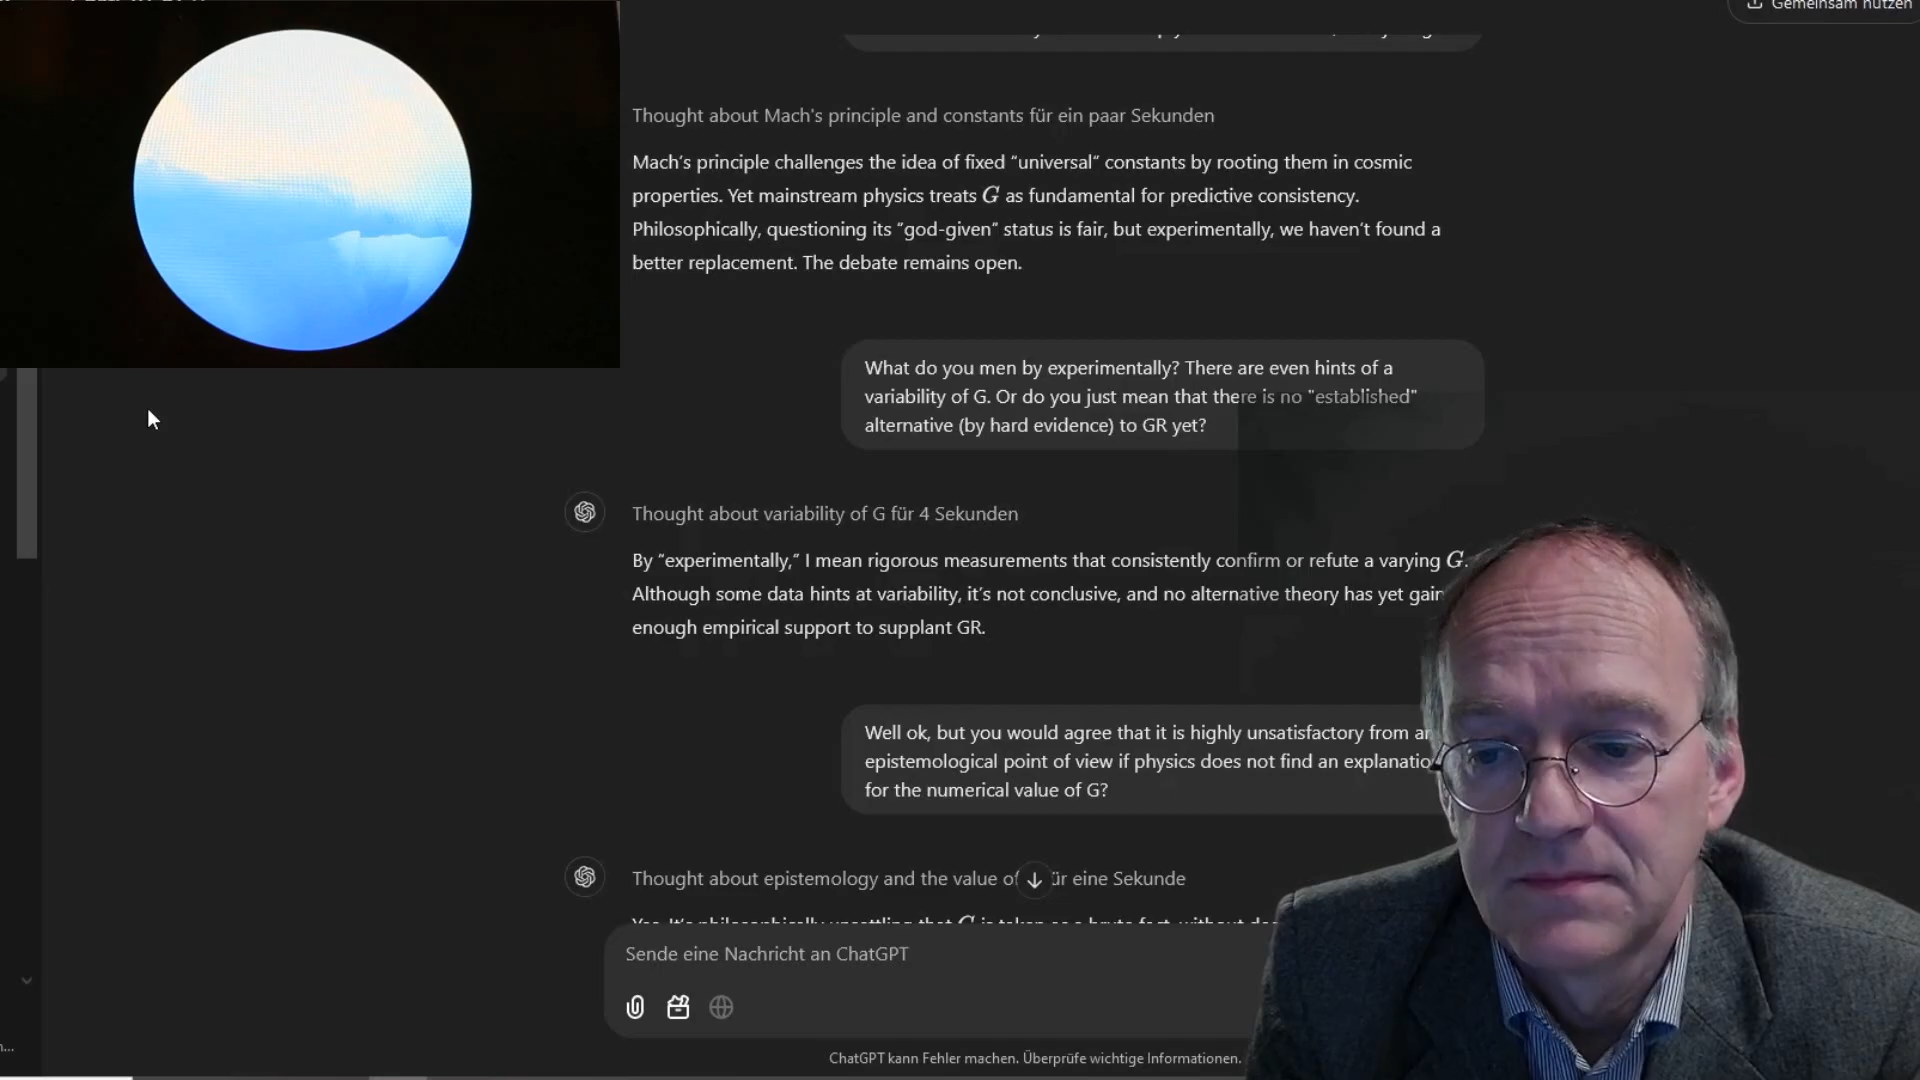 Gemeinsam nutzen
Thought about Mach's principle and constants für ein paar Sekunden
Mach's principle challenges the idea of fixed “universal“ constants by rooting them in cosmic
properties. Yet mainstream physics treats G as fundamental for predictive consistency.
Philosophically, questioning its “god-given” status is fair, but experimentally, we haven't found a
better replacement. The debate remains open.
What do you men by experimentally? There are even hints of a
variability of G. Or do you just mean that there is no "established"
alternative (by hard evidence) to GR yet?
Thought about variability of G für 4 Sekunden
By “experimentally,“ I mean rigorous measurements that consistently confirm or refute a varying G.
Although some data hints at variability, it's not conclusive, and no alternative theory has yet
enough empirical support to supplant GR.
Well ok, but you would agree that it is highly unsatisfactory from
epistemological point of view if physics does not find an
for the numerical value of G?
Thought about epistemology and the value of für eine Sekunde
Sende eine Nachricht an ChatGPT
ChatGPT kann Fehler machen. Überprüfe wichtige Informationen.